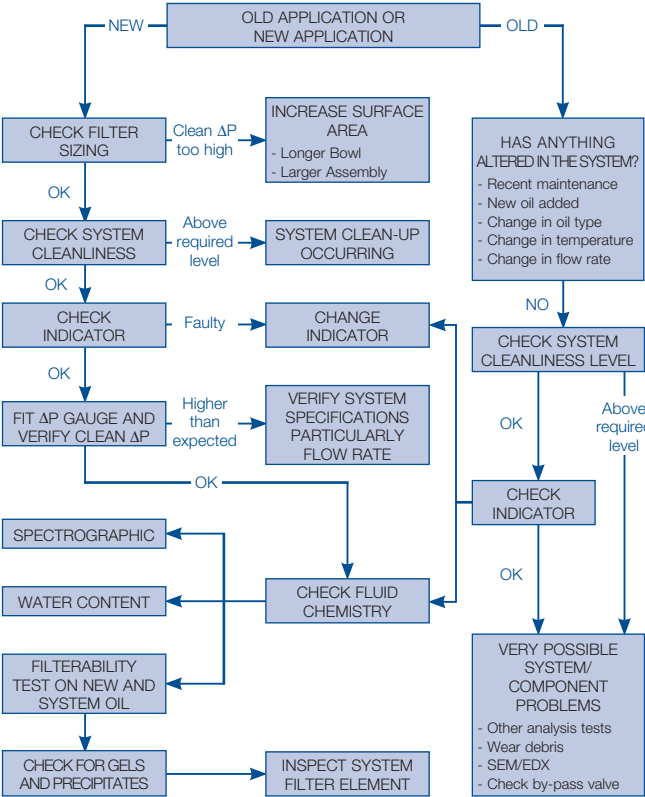 OLD APPLICATION OR
NEW APPLICATION
NEW
OLD
CHECK FILTER
SIZING
Clean ΔP
too high
INCREASE SURFACE
AREA
- Longer Bowl
- Larger Assembly
HAS ANYTHING
ALTERED IN THE SYSTEM?
- Recent maintenance
- New oil added
- Change in oil type
- Change in temperature
- Change in flow rate
OK
CHECK SYSTEM
CLEANLINESS
Above
required
level
SYSTEM CLEAN-UP
OCCURRING
OK
NO
CHECK
INDICATOR
Faulty
CHANGE
INDICATOR
CHECK SYSTEM
CLEANLINESS LEVEL
OK
FIT ΔP GAUGE AND
VERIFY CLEAN ΔP
Higher
than
expected
VERIFY SYSTEM
SPECIFICATIONS
PARTICULARLY
FLOW RATE
OK
Above
required
level
OK
CHECK
INDICATOR
SPECTROGRAPHIC
WATER CONTENT
CHECK FLUID
CHEMISTRY
OK
FILTERABILITY
TEST ON NEW AND
SYSTEM OIL
VERY POSSIBLE
SYSTEM/
COMPONENT
PROBLEMS
- Other analysis tests
- Wear debris
- SEM/EDX
- Check by-pass valve
CHECK FOR GELS
AND PRECIPITATES
INSPECT SYSTEM
FILTER ELEMENT